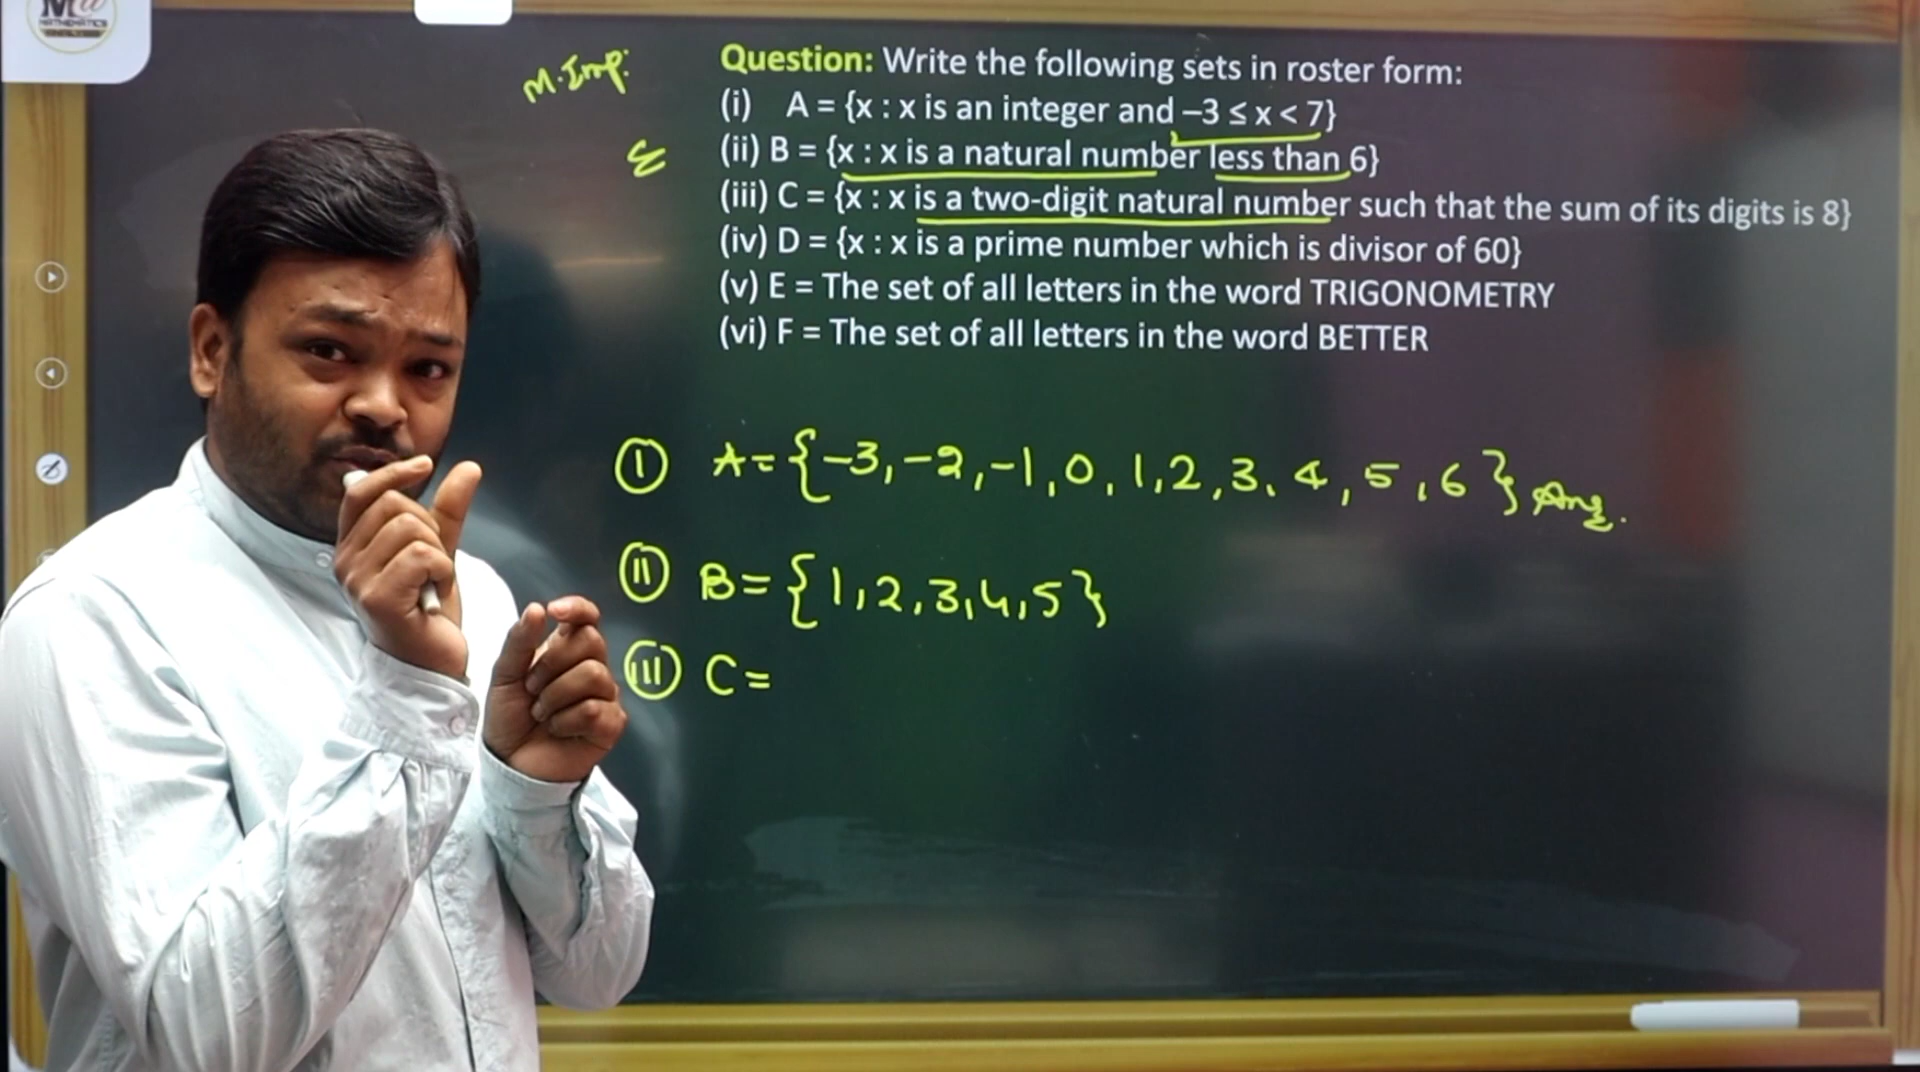 MATHEMATICS
ANALYSIS
M.Imp.
Question: Write the following sets in roster form:
(i) A = {x : x is an integer and –3 ≤ x < 7}
(ii) B = {x : x is a natural number less than 6}
(iii) C = {x : x is a two-digit natural number such that the sum of its digits is 8}
(iv) D = {x : x is a prime number which is divisor of 60}
(v) E = The set of all letters in the word TRIGONOMETRY
(vi) F = The set of all letters in the word BETTER
(i) A = {-3, -2, -1, 0, 1, 2, 3, 4, 5, 6} Ans.
(ii) B = {1, 2, 3, 4, 5}
(iii) C =